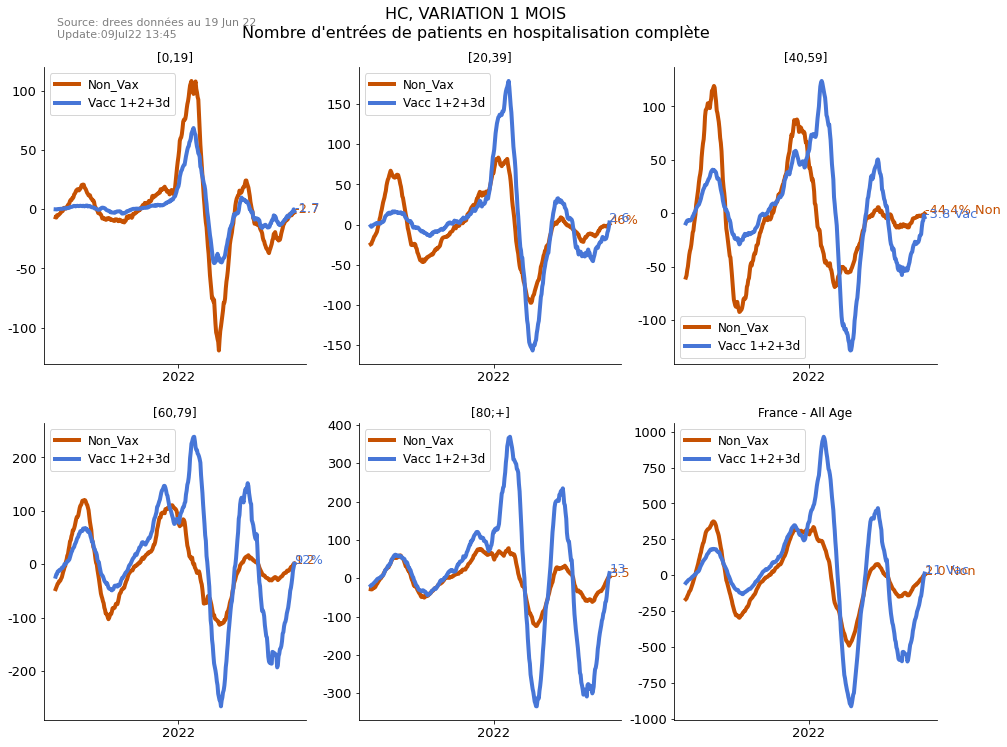 HC, VARIATION 1 MOIS
Source: drees données au 19 Jun 22
Nombre d'entrées de patients en hospitalisation complète
Update:09Jul22 13:45
[0,19]
[20,39]
[40,59]
Non_Vax
Vacc 1+2+3d
100
50
0
-50
-100
2022
Non_Vax
Vacc 1+2+3d
150
100
50
0
-50
-100
-150
2022
Non_Vax
Vacc 1+2+3d
100
50
0
-50
-100
-44.4% Non
2022
[60,79]
[80;+]
France - All Age
Non_Vax
Vacc 1+2+3d
200
100
0
-100
-200
2022
Non_Vax
Vacc 1+2+3d
400
300
200
100
0
-100
-200
-300
13
2022
Non_Vax
Vacc 1+2+3d
1000
750
500
250
0
-250
-500
-750
-1000
2022